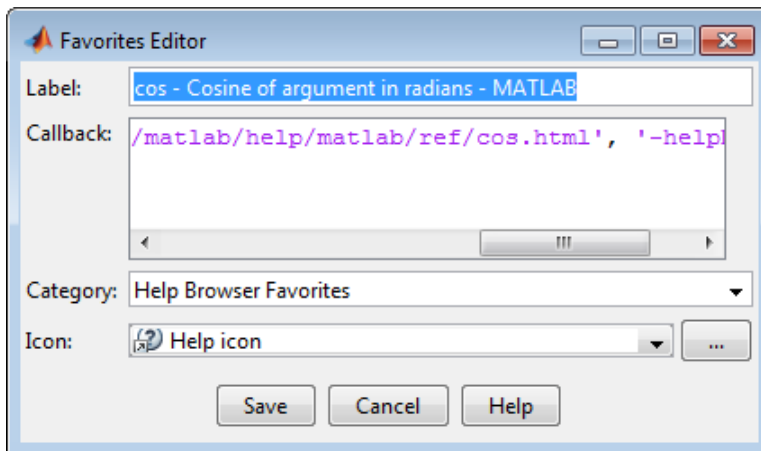 Favorites Editor
Label: cos - Cosine of argument in radians - MATLAB
Callback: /matlab/help/matlab/ref/cos.html', '-help
Category: Help Browser Favorites
Icon: Help icon ...
Save Cancel Help